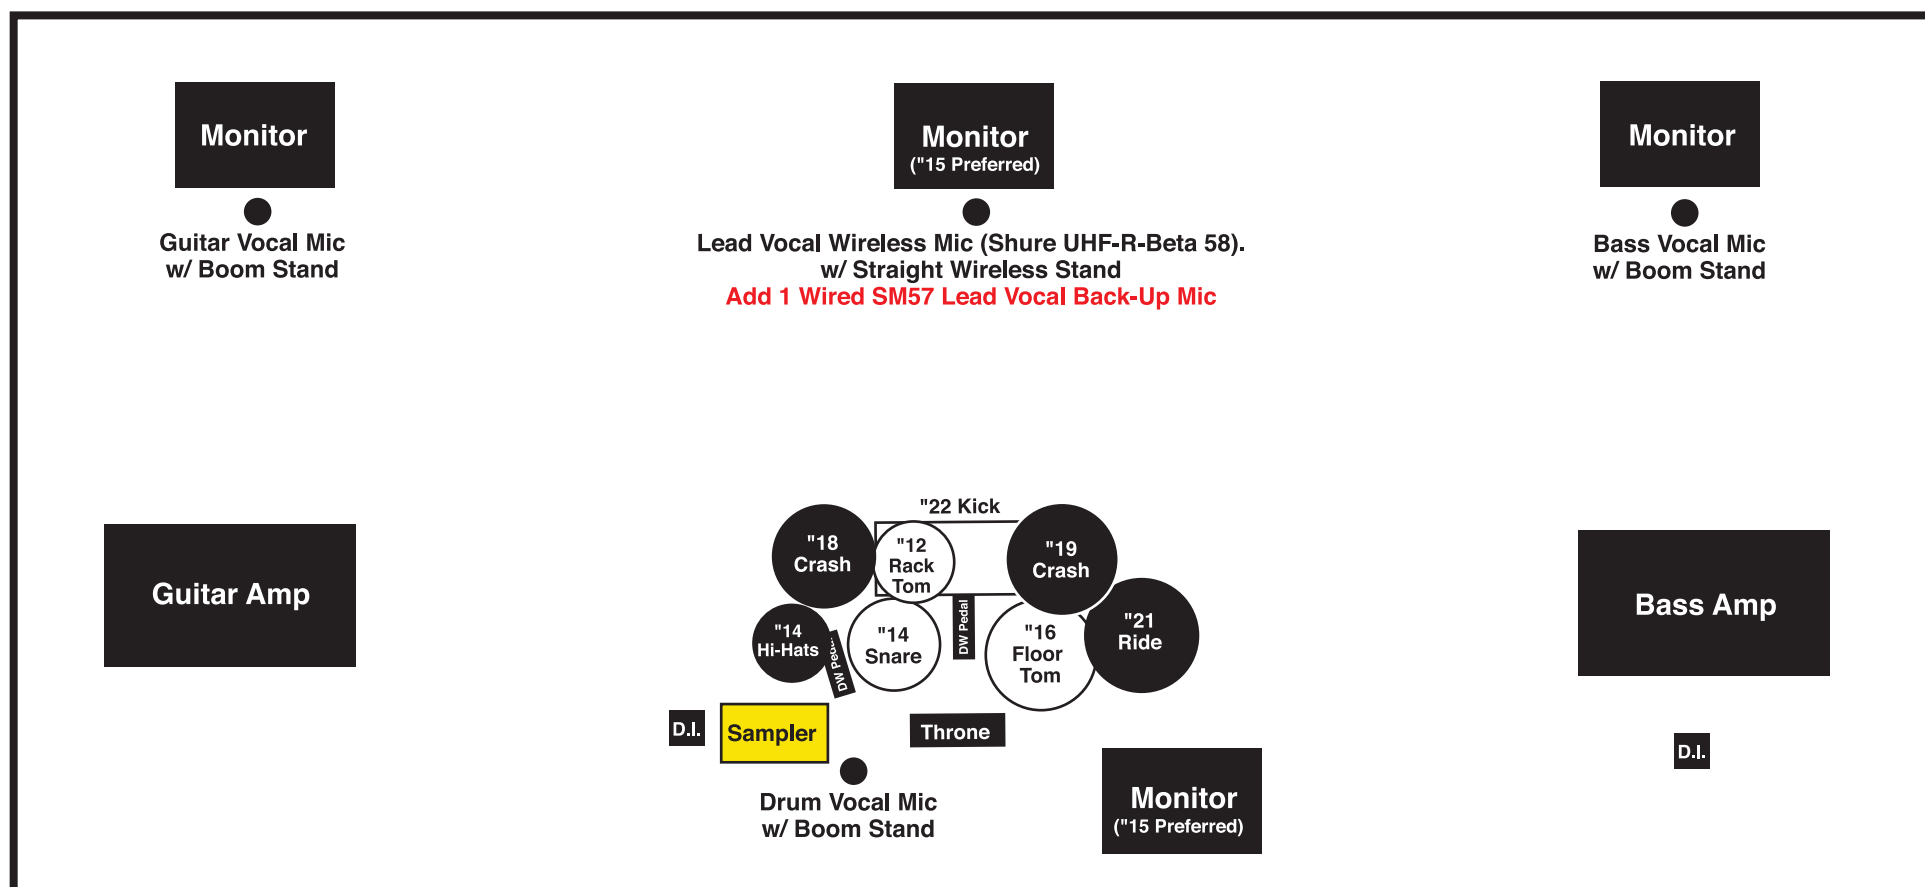 Monitor
Monitor
("15 Preferred)
Monitor
Guitar Vocal Mic
w/ Boom Stand
Lead Vocal Wireless Mic (Shure UHF-R-Beta 58).
w/ Straight Wireless Stand
Add 1 Wired SM57 Lead Vocal Back-Up Mic
Bass Vocal Mic
w/ Boom Stand
Guitar Amp
"22 Kick
"18
Crash
"12
Rack
Tom
"19
Crash
"14
Hi-Hats
DW Pedal
"14
Snare
DW Pedal
"16
Floor
Tom
"21
Ride
Bass Amp
D.I.
Sampler
Throne
D.I.
Drum Vocal Mic
w/ Boom Stand
Monitor
("15 Preferred)